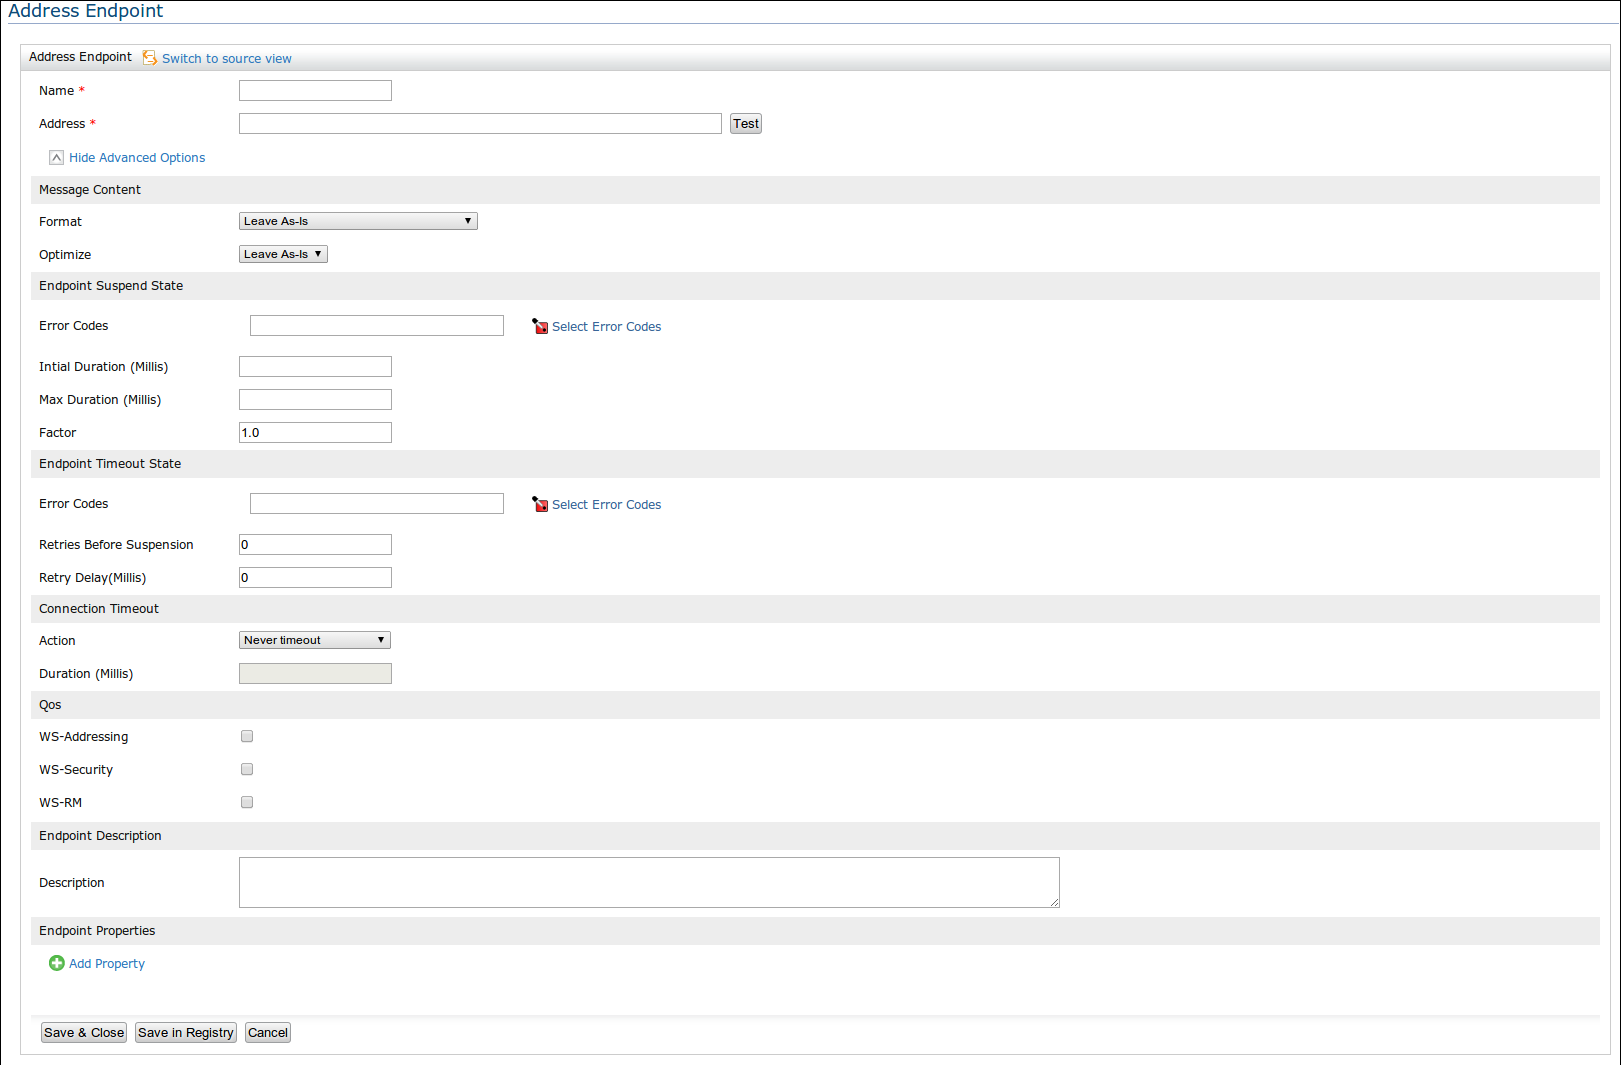 Address Endpoint
Address Endpoint Switch to source view
Name *
Address * Test
Hide Advanced Options
Message Content
Format Leave As-Is
Optimize Leave As-Is
Endpoint Suspend State
Error Codes Select Error Codes
Intial Duration (Millis)
Max Duration (Millis)
Factor 1.0
Endpoint Timeout State
Error Codes Select Error Codes
Retries Before Suspension 0
Retry Delay(Millis) 0
Connection Timeout
Action Never timeout
Duration (Millis)
Qos
WS-Addressing
WS-Security
WS-RM
Endpoint Description
Description
Endpoint Properties
Add Property
Save & Close Save in Registry Cancel